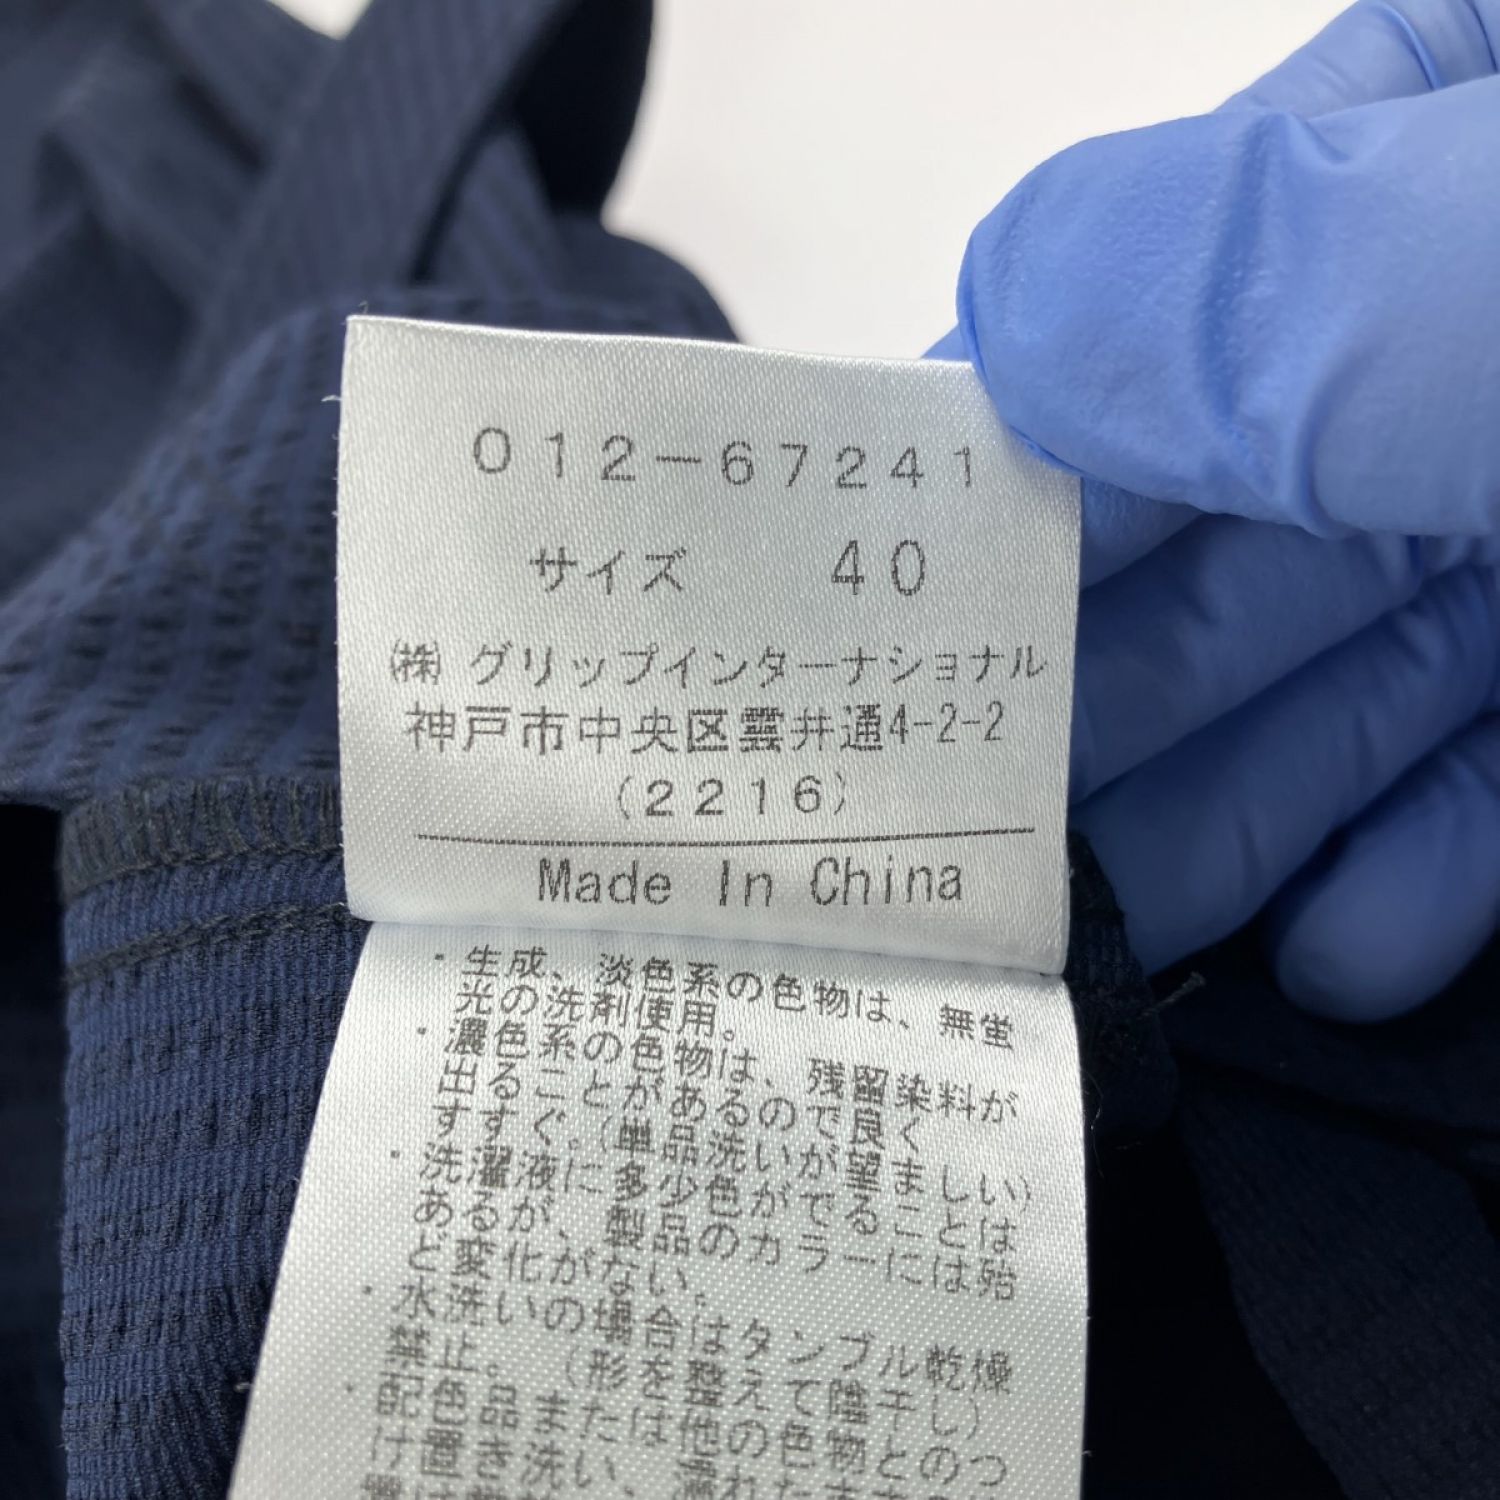 012-67241
サイズ 40
㈱ グリップインターナショナル
神戸市中央区雲井通4-2-2
(2216)
Made In China
・生成、淡色系の色物は、無蛍
光の洗剤使用。
・濃色系の色物は、残留染料が
出ることがあるので良く
すすぐ。(単品洗いが望ましい)
・洗濯液に多少色がでることは
あるが、製品のカラーには殆
ど変化がない。
・水洗いの場合はタンブル乾燥
禁止。(形を整えて陰干し)
・配色品または他の色物とのつ
け置き洗い、